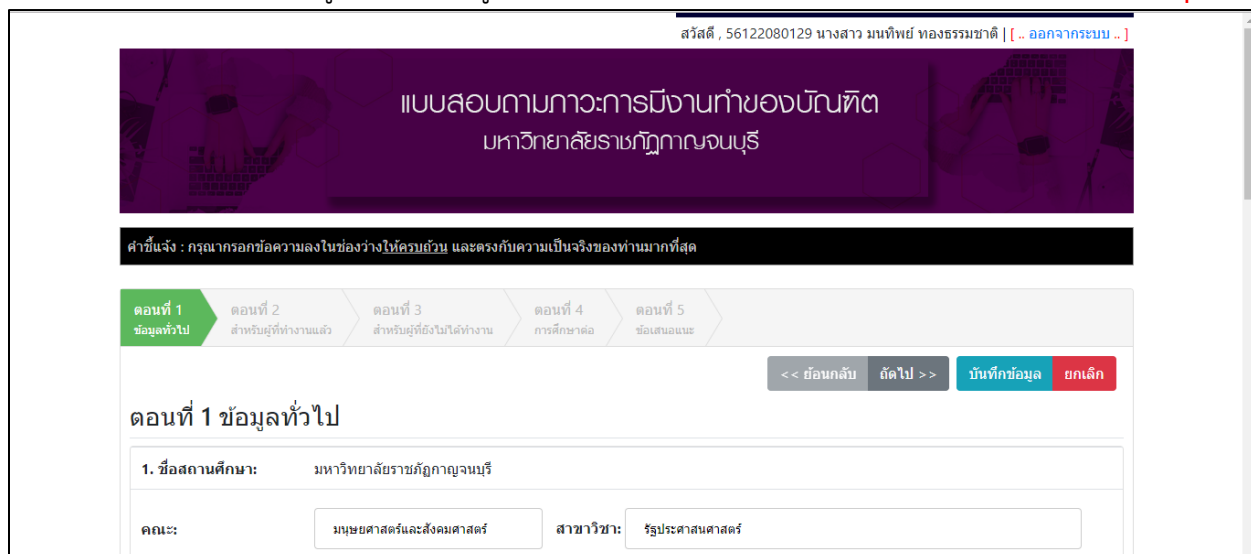 สวัสดี , 56122080129 นางสาว มนทิพย์ ทองธรรมชาติ | [ .. ออกจากระบบ .. ]
แบบสอบถามภาวะการมีงานทำของบัณฑิต
มหาวิทยาลัยราชภัฏกาญจนบุรี
คำชี้แจง : กรุณากรอกข้อความลงในช่องว่างให้ครบถ้วน และตรงกับความเป็นจริงของท่านมากที่สุด
ตอนที่ 1 ตอนที่ 2 ตอนที่ 3 ตอนที่ 4 ตอนที่ 5
ข้อมูลทั่วไป สำหรับผู้ที่ทำงานแล้ว สำหรับผู้ที่ยังไม่ได้ทำงาน การศึกษาต่อ ข้อเสนอแนะ
<< ย้อนกลับ ถัดไป >> บันทึกข้อมูล ยกเลิก
ตอนที่ 1 ข้อมูลทั่วไป
1. ชื่อสถานศึกษา: มหาวิทยาลัยราชภัฏกาญจนบุรี
คณะ: มนุษยศาสตร์และสังคมศาสตร์ สาขาวิชา: รัฐประศาสนศาสตร์